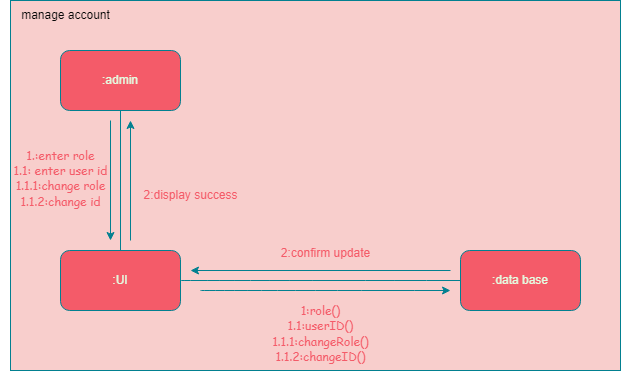 manage account
:admin
1.:enter role
1.1: enter user id
1.1.1:change role
1.1.2:change id
2:display success
2:confirm update
:UI
:data base
1:role()
1.1:userID()
1.1.1:changeRole()
1.1.2:changeID()